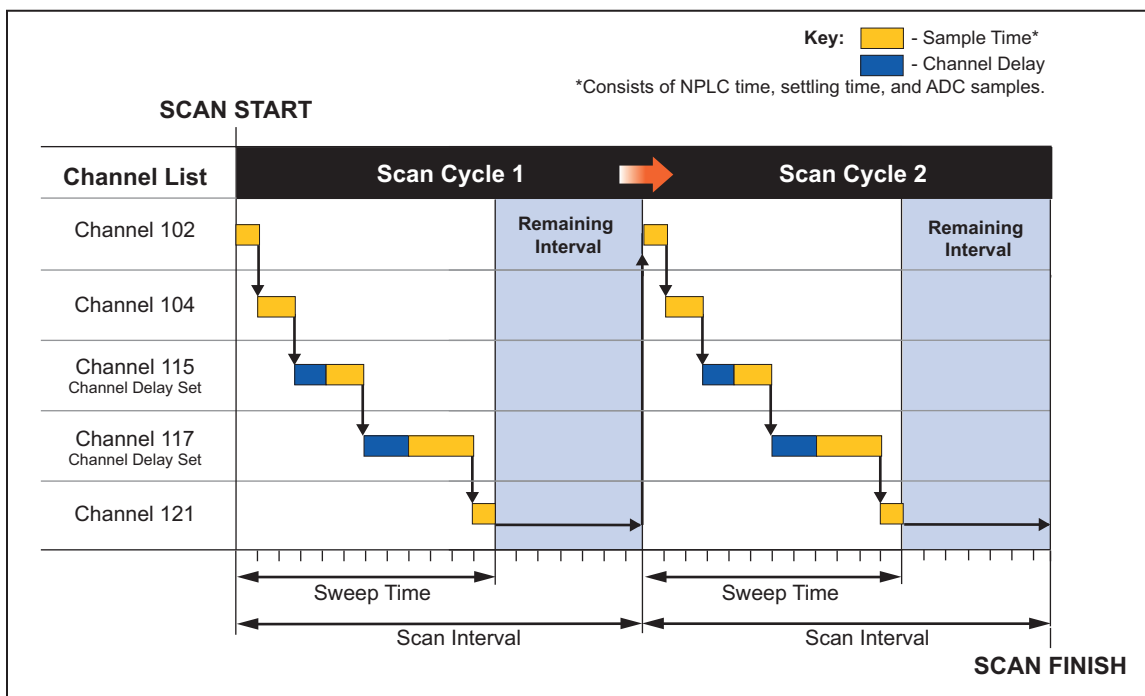 Key:
- Sample Time*
- Channel Delay
*Consists of NPLC time, settling time, and ADC samples.
SCAN START
Channel List
Scan Cycle 1
Scan Cycle 2
Channel 102
Remaining
Interval
Remaining
Interval
Channel 104
Channel 115
Channel Delay Set
Channel 117
Channel Delay Set
Channel 121
Sweep Time
Sweep Time
Scan Interval
Scan Interval
SCAN FINISH